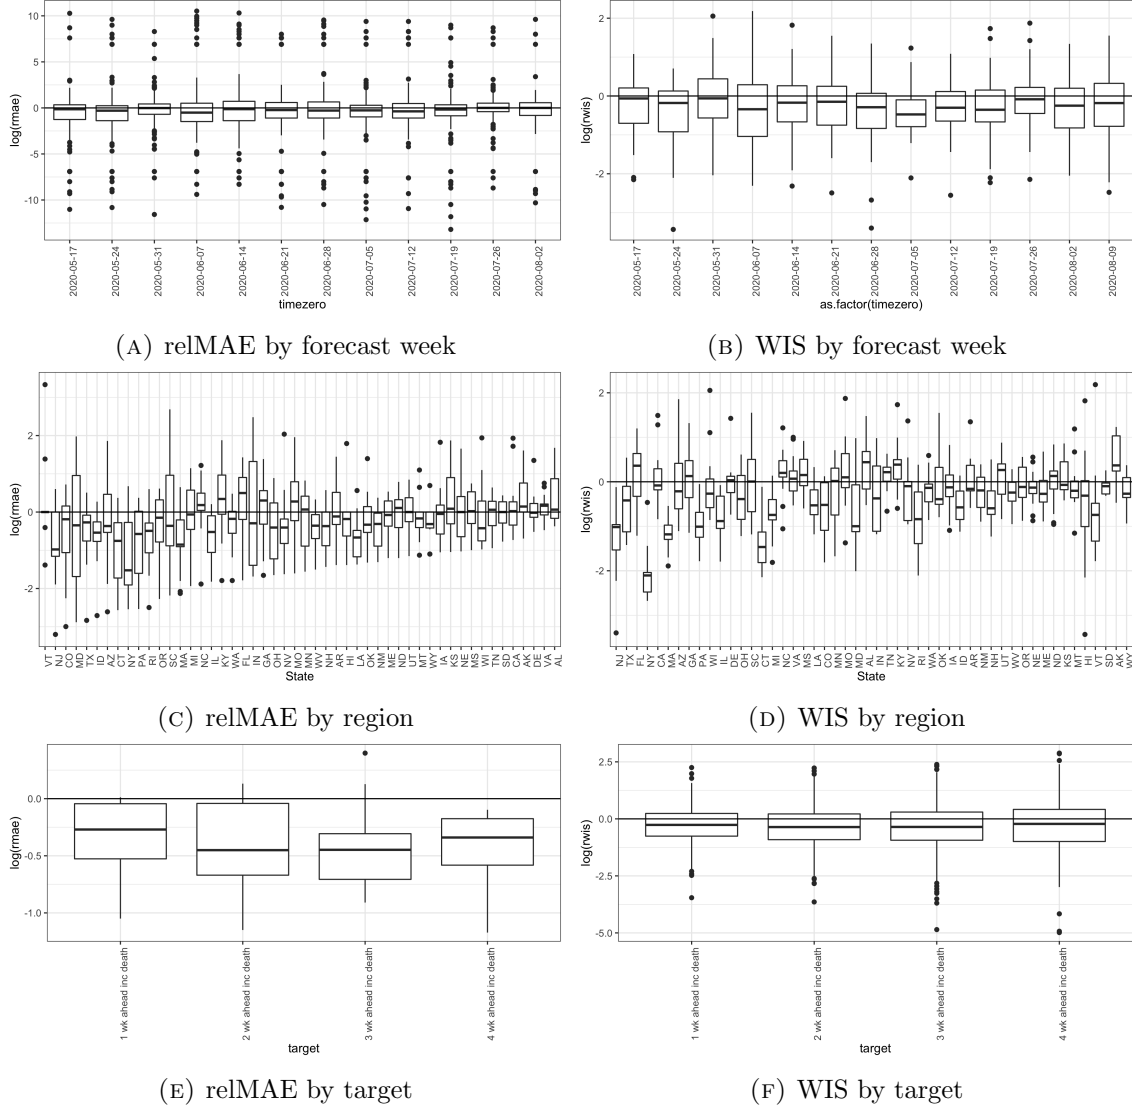 10
5
0
-5
-10
log(rmae)
2020-05-17
2020-05-24
2020-05-31
2020-06-07
2020-06-14
2020-06-21
2020-06-28
2020-07-05
2020-07-12
2020-07-19
2020-07-26
2020-08-02
timezero
(A) relMAE by forecast week
2
0
-2
log(rwis)
2020-05-17
2020-05-24
2020-05-31
2020-06-07
2020-06-14
2020-06-21
2020-06-28
2020-07-05
2020-07-12
2020-07-19
2020-07-26
2020-08-02
2020-08-09
as.factor(timezero)
(B) WIS by forecast week
2
0
-2
log(rmae)
VT NJ CO MD TX ID AZ CT NY PA RI OR SC MA MI NC IL KY WA FL IN GA OH NV MO MN WV NH AR HI LA OK NM ME ND UT MT WY IA KS NE MS WI TN SD CA AK DE VA AL
State
(C) relMAE by region
2
0
-2
log(rwis)
NJ TX FL NY CA MA AZ GA PA WI IL DE OH SC CT MI NC VA MS LA CO MN MO MD AL IN TN KY NV RI WA OK IA ID AR NM NH UT WV OR NE ME ND KS MT HI VT SD AK WY
State
(D) WIS by region
0.0
-0.5
-1.0
log(rmae)
1 wk ahead inc death
2 wk ahead inc death
3 wk ahead inc death
4 wk ahead inc death
target
(E) relMAE by target
2.5
0.0
-2.5
-5.0
log(rwis)
1 wk ahead inc death
2 wk ahead inc death
3 wk ahead inc death
4 wk ahead inc death
target
(F) WIS by target